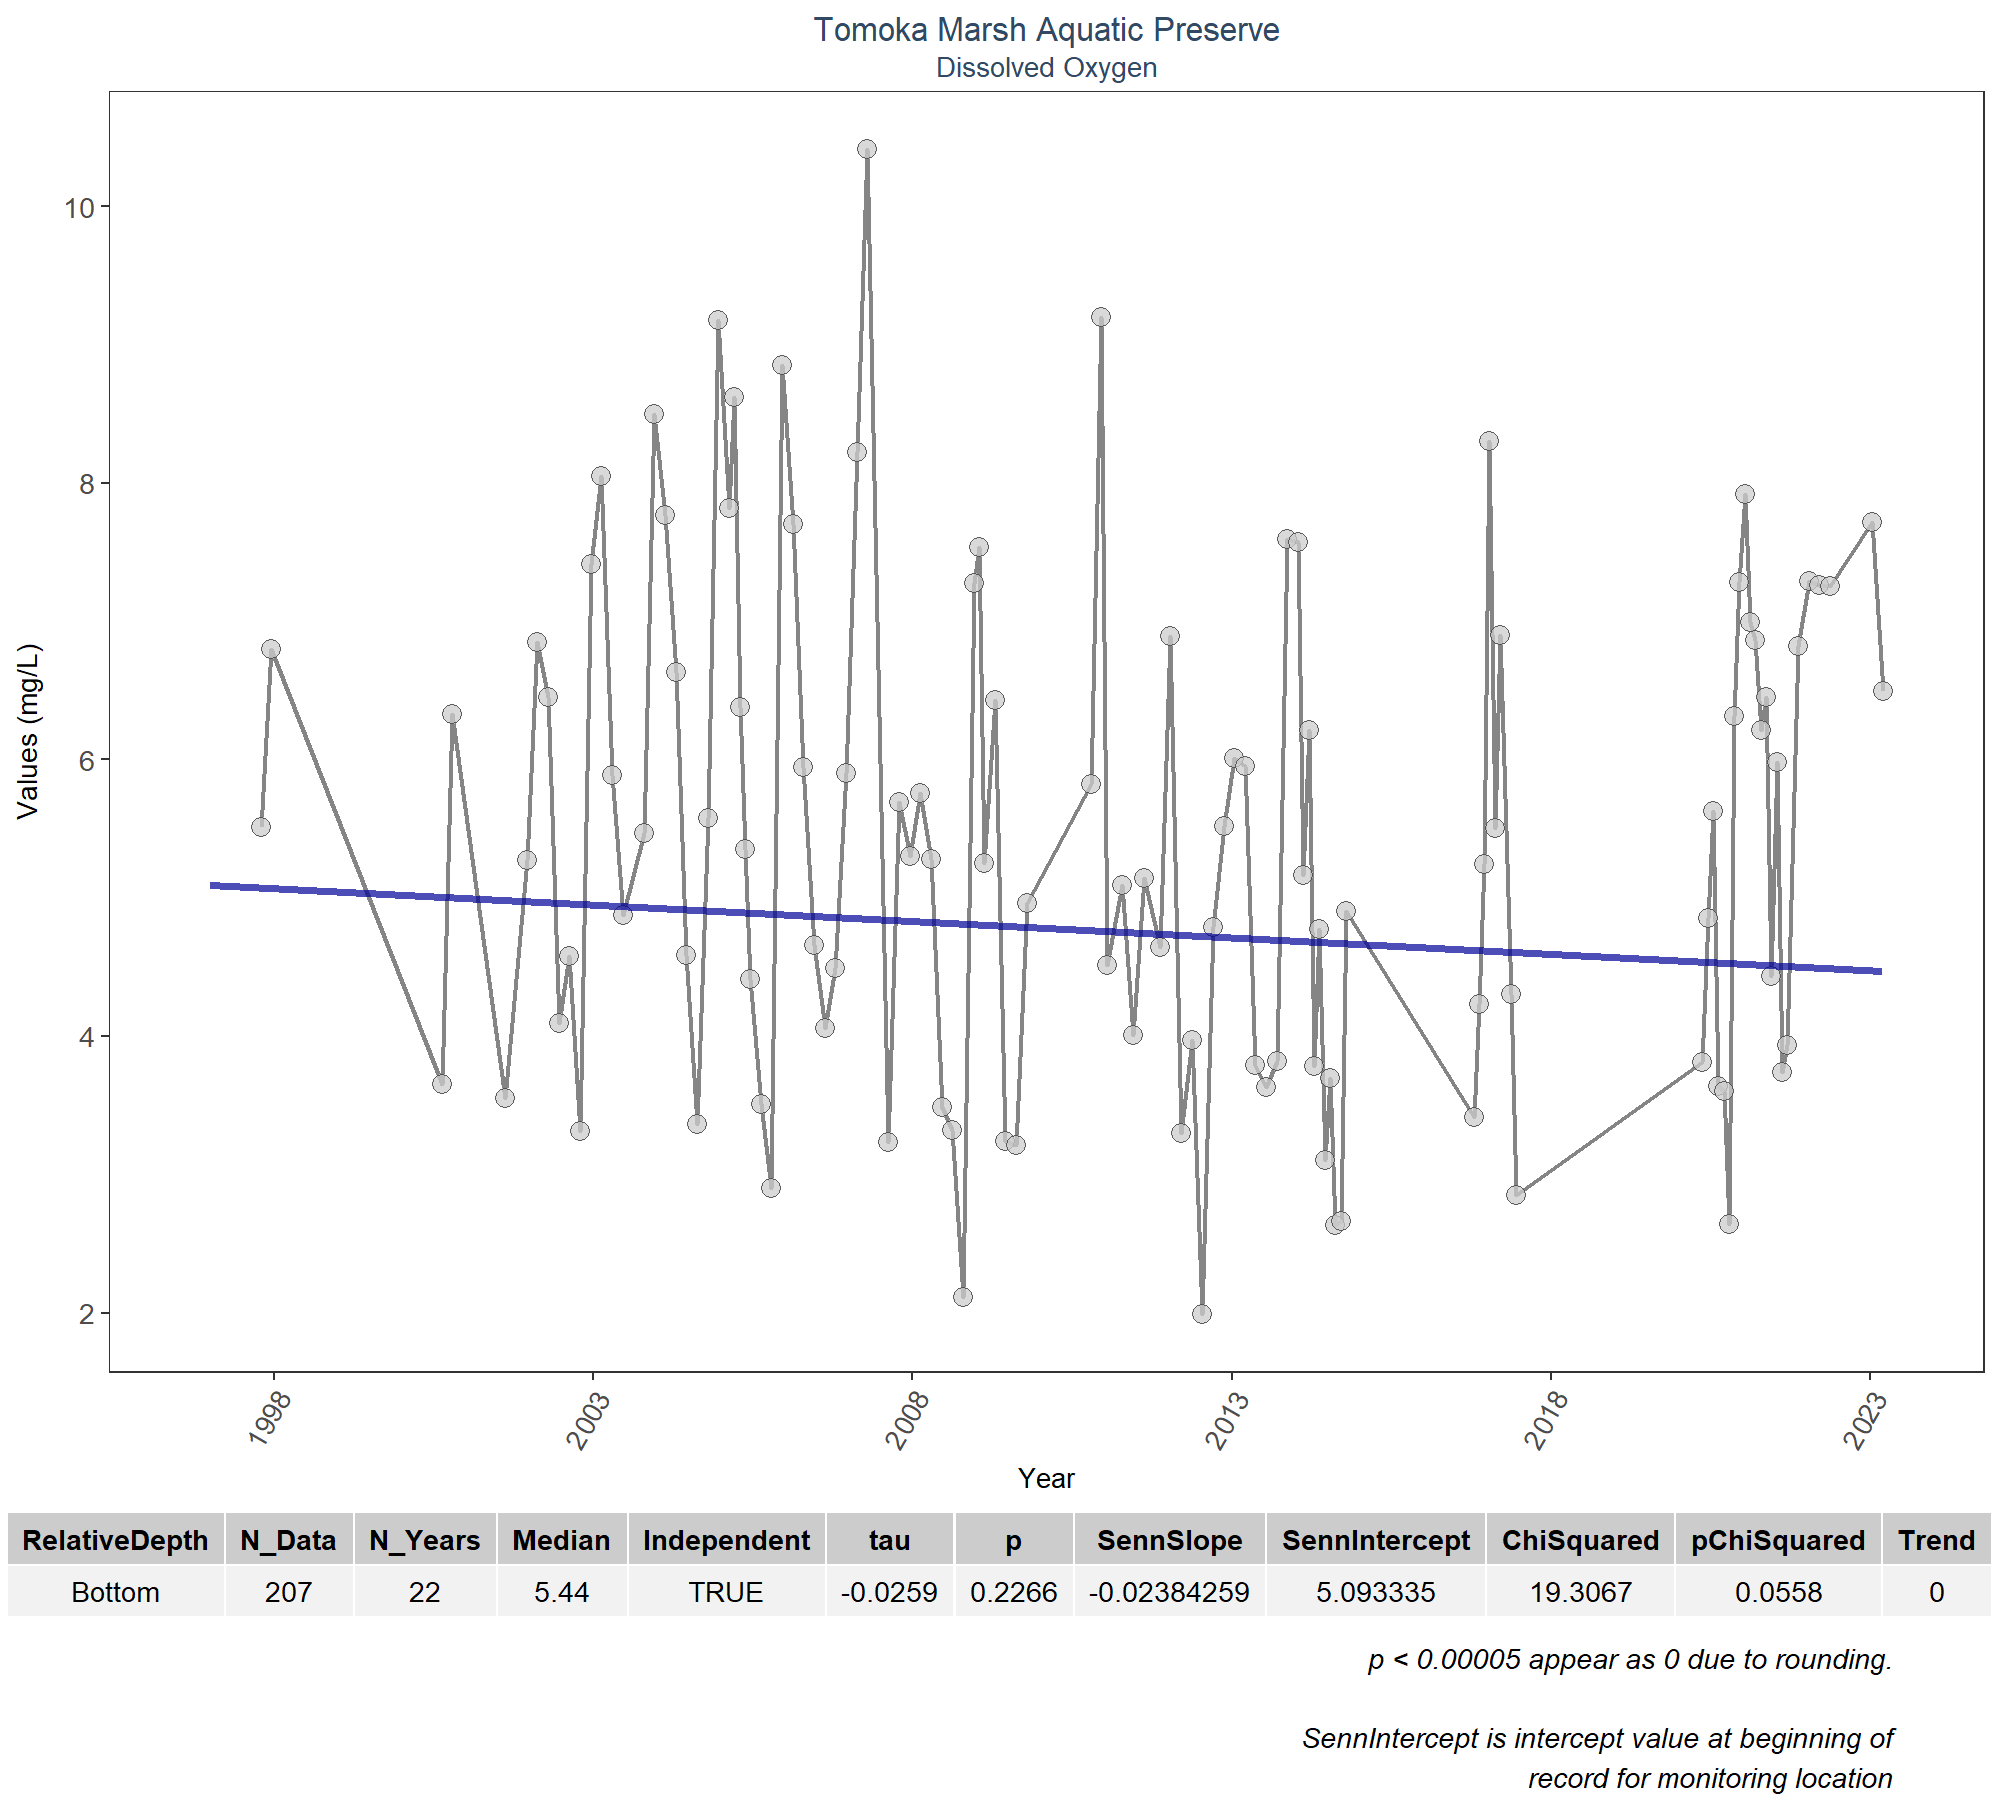 Tomoka Marsh Aquatic Preserve
Dissolved Oxygen
Values (mg/L)
10
8
6
4
2
1998 2003 2008 2013 2018 2023
Year
RelativeDepth N_Data N_Years Median Independent tau p SennSlope SennIntercept ChiSquared pChiSquared Trend
Bottom 207 22 5.44 TRUE -0.0259 0.2266 -0.02384259 5.093335 19.3067 0.0558 0
p < 0.00005 appear as 0 due to rounding.
SennIntercept is intercept value at beginning of
record for monitoring location